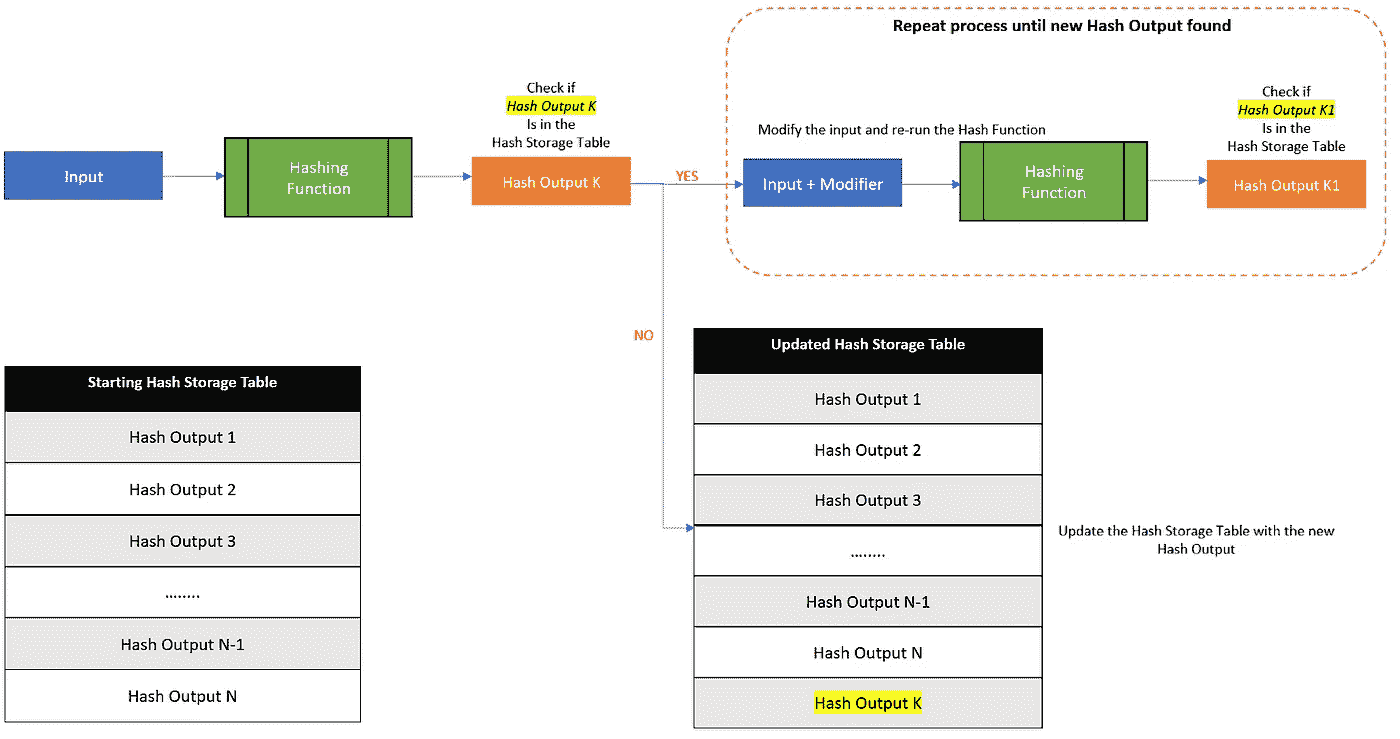 Repeat process until new Hash Output found
Check if
Hash Output K
Is in the
Hash Storage Table
Check if
Hash Output K1
Is in the
Hash Storage Table
Modify the input and re-run the Hash Function
Input
Hashing
Function
Hash Output K
YES
Input + Modifier
Hashing
Function
Hash Output K1
NO
Starting Hash Storage Table
Hash Output 1
Hash Output 2
Hash Output 3
........
Hash Output N-1
Hash Output N
Updated Hash Storage Table
Hash Output 1
Hash Output 2
Hash Output 3
........
Hash Output N-1
Hash Output N
Hash Output K
Update the Hash Storage Table with the new
Hash Output